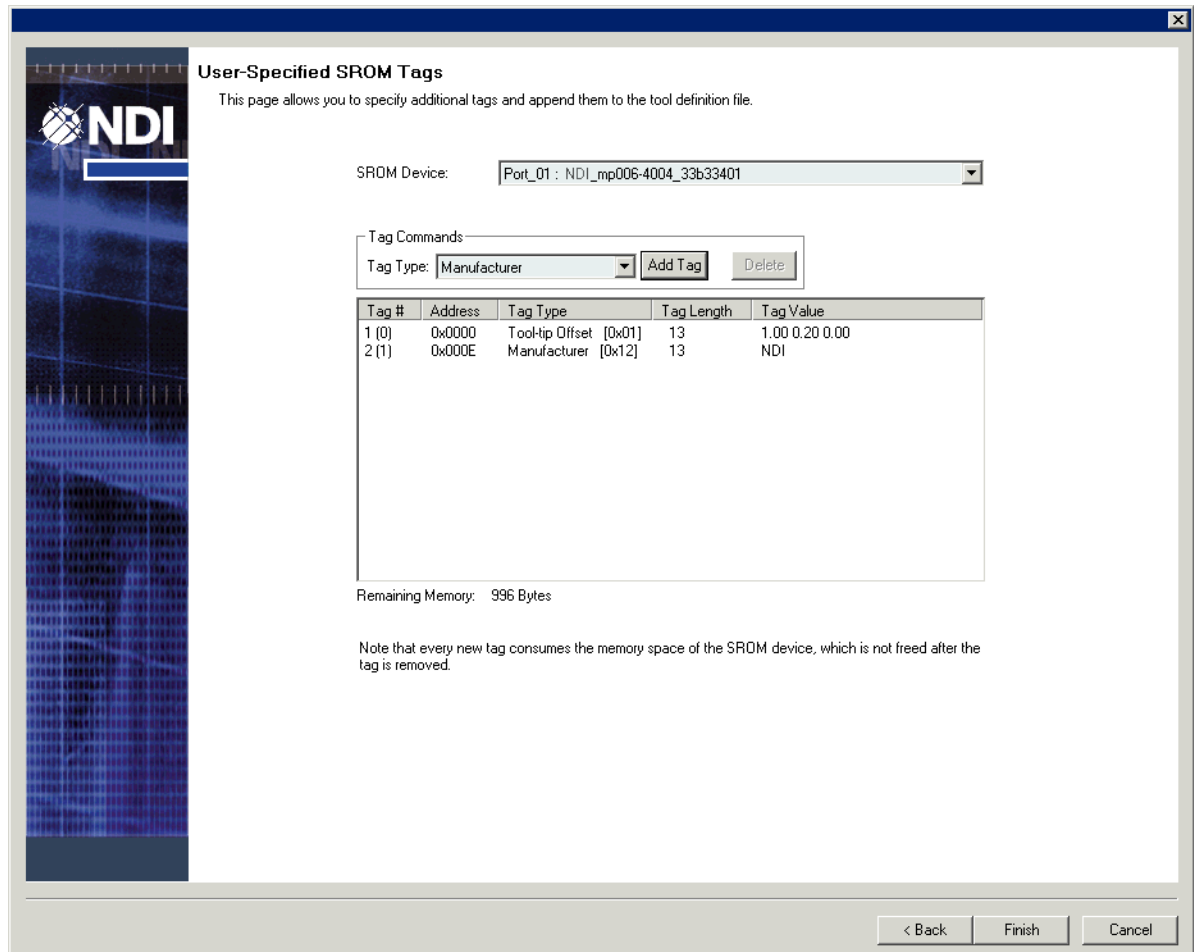 User-Specified SROM Tags
This page allows you to specify additional tags and append them to the tool definition file.
NDI
SROM Device: Port_01 : NDI_mp006-4004_33b33401
Tag Commands
Tag Type: Manufacturer Add Tag Delete
Tag # Address Tag Type Tag Length Tag Value
1 (0) 0x0000 Tool-tip Offset [0x01] 13 1.00 0.20 0.00
2 (1) 0x000E Manufacturer [0x12] 13 NDI
Remaining Memory: 996 Bytes
Note that every new tag consumes the memory space of the SROM device, which is not freed after the
tag is removed.
< Back Finish Cancel